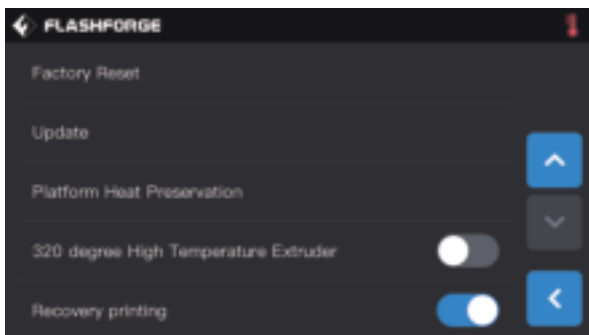 FLASHFORGE
Factory Reset
Update
Platform Heat Preservation
320 degree High Temperature Extruder
Recovery printing